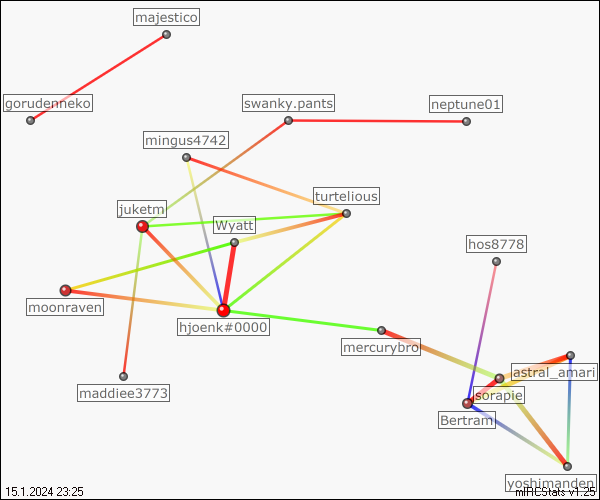 majestico
gorudenneko
swanky.pants
neptune01
mingus4742
turtelious
juketm
Wyatt
hos8778
moonraven
hjoenk#0000
mercurybro
astral_amari
maddiee3773
sorapie
Bertram
yoshimanden
15.1.2024 23:25
mIRCStats v1.25